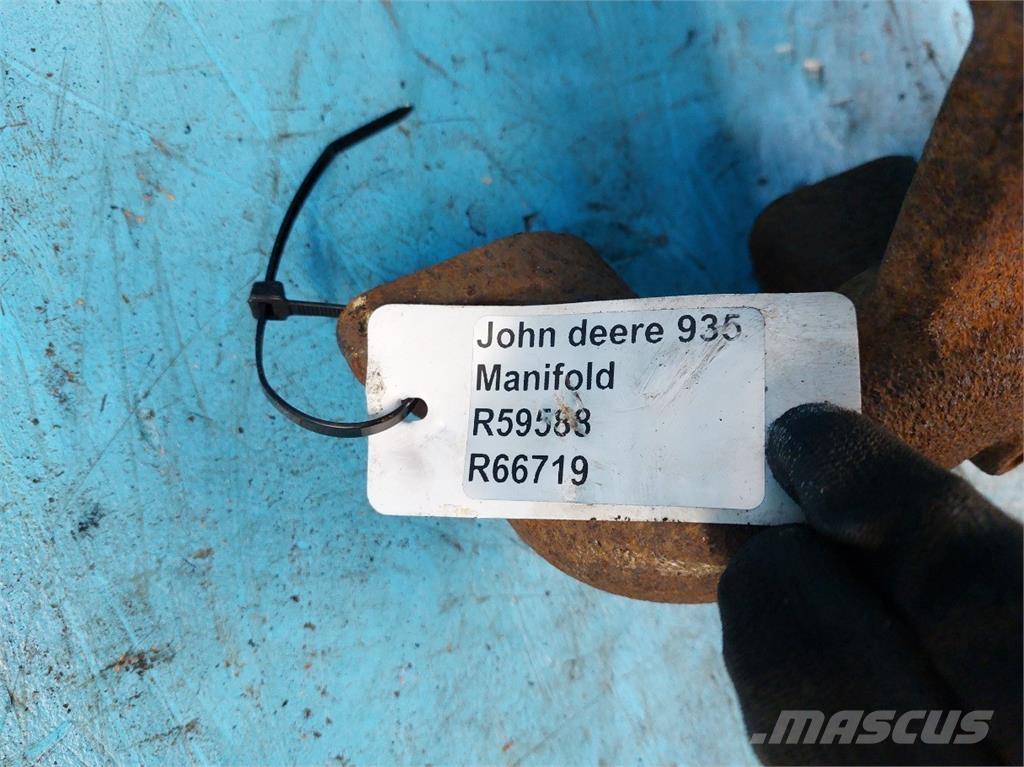 John deere 935
Manifold
R59588
R66719
MASCUS